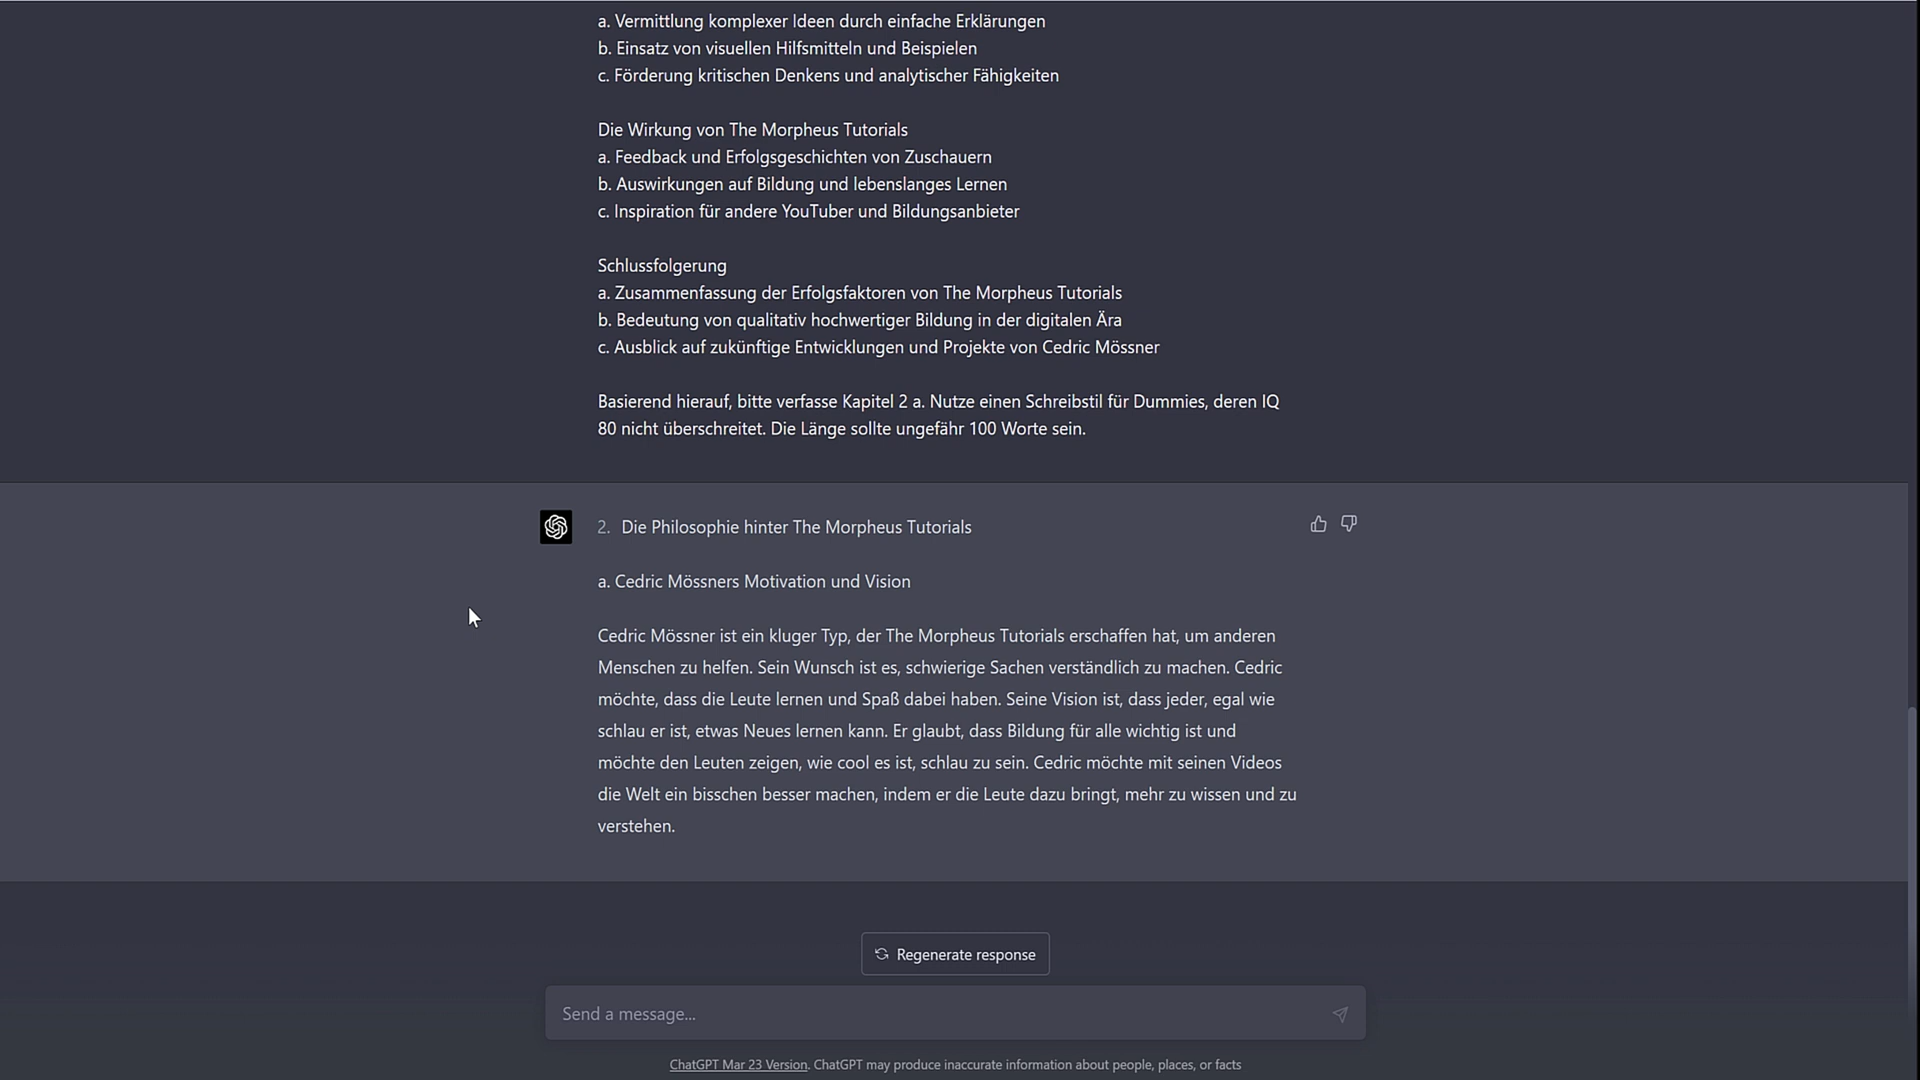 a. Vermittlung komplexer Ideen durch einfache Erklärungen
b. Einsatz von visuellen Hilfsmitteln und Beispielen
c. Förderung kritischen Denkens und analytischer Fähigkeiten
Die Wirkung von The Morpheus Tutorials
a. Feedback und Erfolgsgeschichten von Zuschauern
b. Auswirkungen auf Bildung und lebenslanges Lernen
c. Inspiration für andere YouTuber und Bildungsanbieter
Schlussfolgerung
a. Zusammenfassung der Erfolgsfaktoren von The Morpheus Tutorials
b. Bedeutung von qualitativ hochwertiger Bildung in der digitalen Ära
c. Ausblick auf zukünftige Entwicklungen und Projekte von Cedric Mössner
Basierend hierauf, bitte verfasse Kapitel 2 a. Nutze einen Schreibstil für Dummies, deren IQ
80 nicht überschreitet. Die Länge sollte ungefähr 100 Worte sein.
2. Die Philosophie hinter The Morpheus Tutorials
a. Cedric Mössners Motivation und Vision
Cedric Mössner ist ein kluger Typ, der The Morpheus Tutorials erschaffen hat, um anderen
Menschen zu helfen. Sein Wunsch ist es, schwierige Sachen verständlich zu machen. Cedric
möchte, dass die Leute lernen und Spaß dabei haben. Seine Vision ist, dass jeder, egal wie
schlau er ist, etwas Neues lernen kann. Er glaubt, dass Bildung für alle wichtig ist und
möchte den Leuten zeigen, wie cool es ist, schlau zu sein. Cedric möchte mit seinen Videos
die Welt ein bisschen besser machen, indem er die Leute dazu bringt, mehr zu wissen und zu
verstehen.
Regenerate response
Send a message...
ChatGPT Mar 23 Version. ChatGPT may produce inaccurate information about people, places, or facts